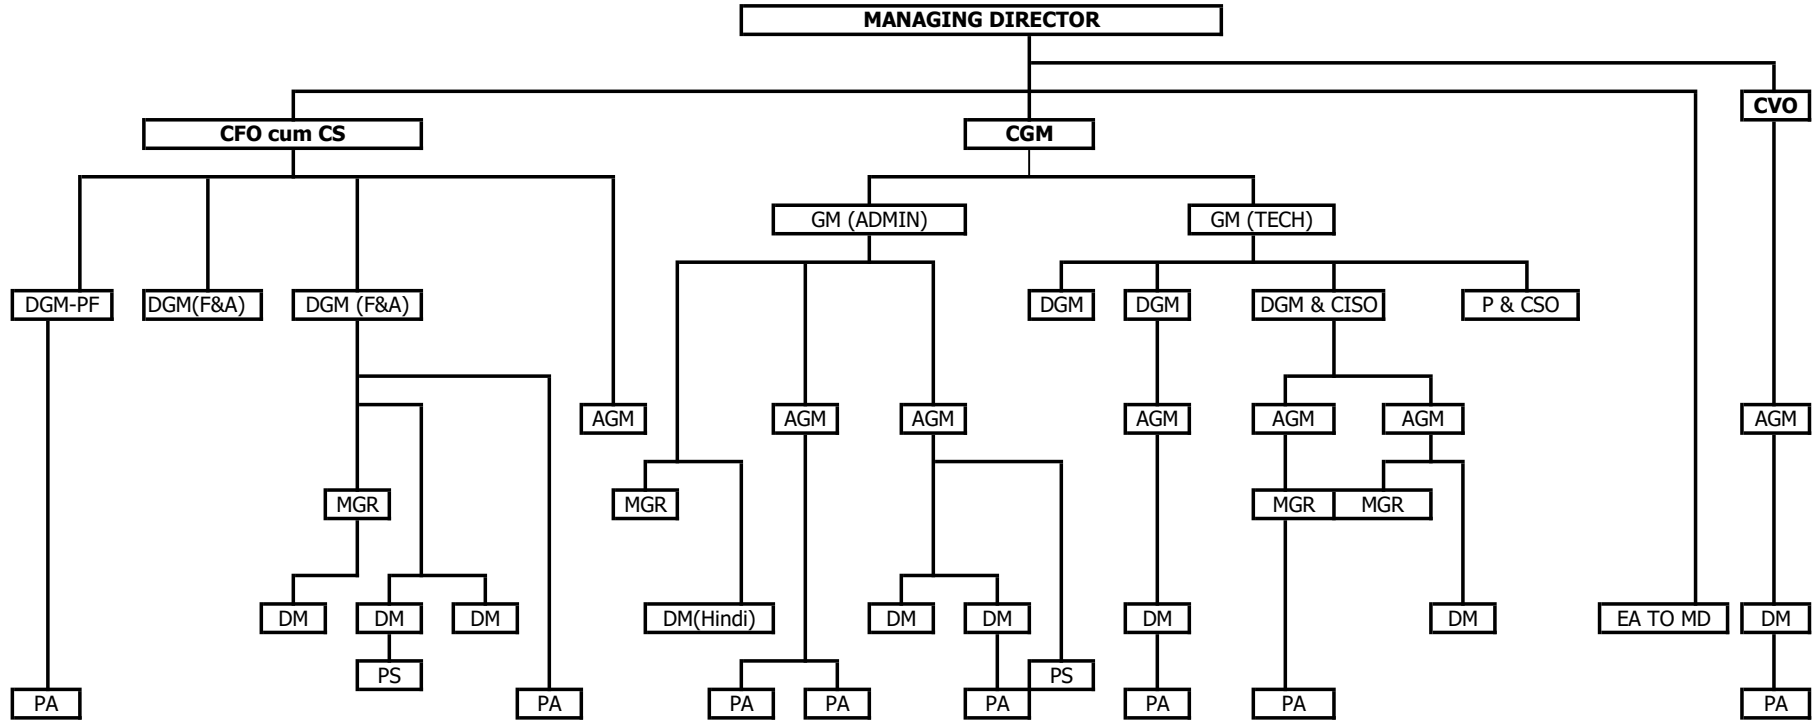 MANAGING DIRECTOR
CVO
CFO cum CS
CGM
GM (ADMIN)
GM (TECH)
DGM-PF
DGM(F&A)
DGM (F&A)
DGM
DGM
DGM & CISO
P & CSO
AGM
AGM
AGM
AGM
AGM
AGM
AGM
MGR
MGR
MGR
MGR
DM
DM
DM
DM(Hindi)
DM
DM
DM
DM
EA TO MD
DM
PS
PS
PA
PA
PA
PA
PA
PA
PA
PA